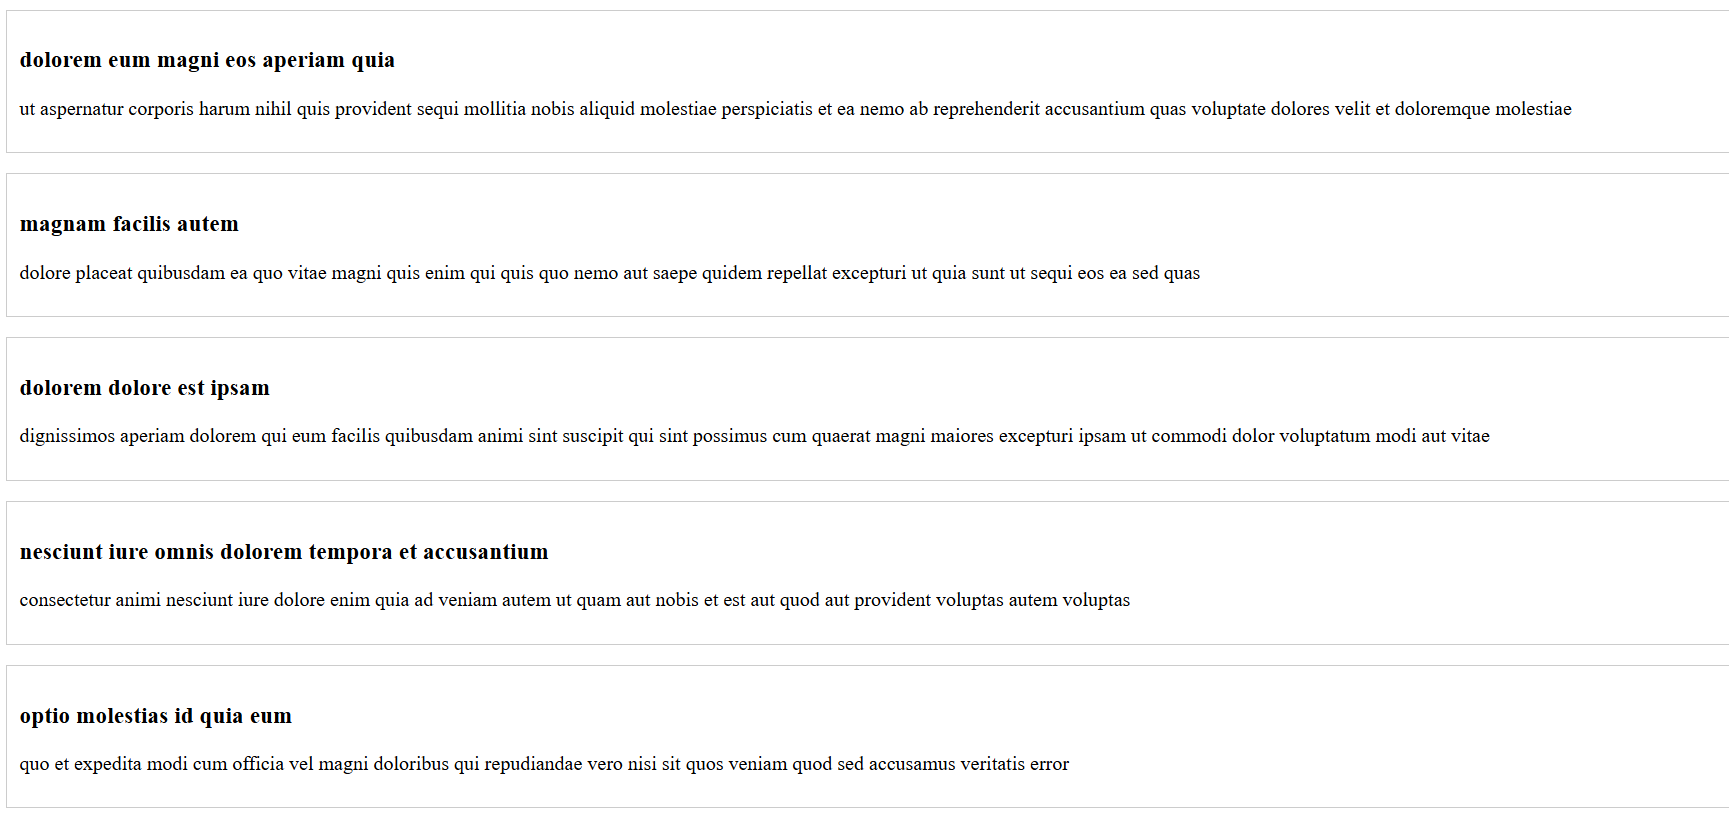 dolorem eum magni eos aperiam quia
ut aspernatur corporis harum nihil quis provident sequi mollitia nobis aliquid molestiae perspiciatis et ea nemo ab reprehenderit accusantium quas voluptate dolores velit et doloremque molestiae
magnam facilis autem
dolore placeat quibusdam ea quo vitae magni quis enim qui quis quo nemo aut saepe quidem repellat excepturi ut quia sunt ut sequi eos ea sed quas
dolorem dolore est ipsam
dignissimos aperiam dolorem qui eum facilis quibusdam animi sint suscipit qui sint possimus cum quaerat magni maiores excepturi ipsam ut commodi dolor voluptatum modi aut vitae
nesciunt iure omnis dolorem tempora et accusantium
consectetur animi nesciunt iure dolore enim quia ad veniam autem ut quam aut nobis et est aut quod aut provident voluptas autem voluptas
optio molestias id quia eum
quo et expedita modi cum officia vel magni doloribus qui repudiandae vero nisi sit quos veniam quod sed accusamus veritatis error